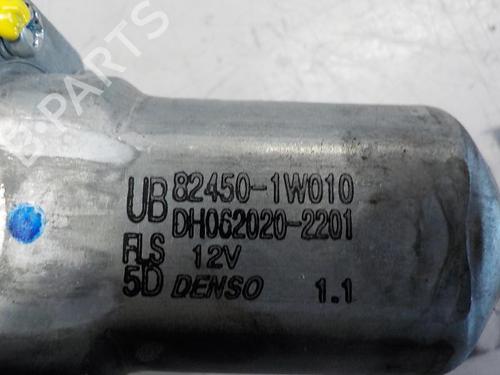 B-PARTS
UB 82450-1W010
DH062020-2201
FLS 12V
5D DENSO 1.1